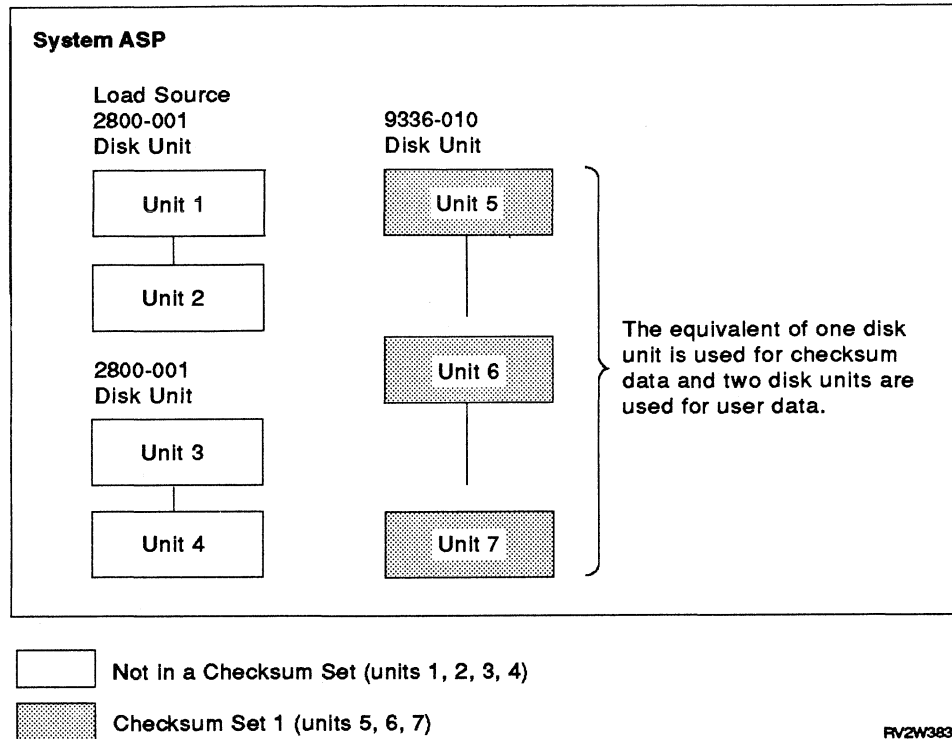 System ASP
Load Source
2800-001
Disk Unit
Unit 1
Unit 2
2800-001
Disk Unit
Unit 3
Unit 4
9336-010
Disk Unit
Unit 5
Unit 6
Unit 7
The equivalent of one disk
unit is used for checksum
data and two disk units are
used for user data.
Not in a Checksum Set (units 1, 2, 3, 4)
Checksum Set 1 (units 5, 6, 7)
RV2W383